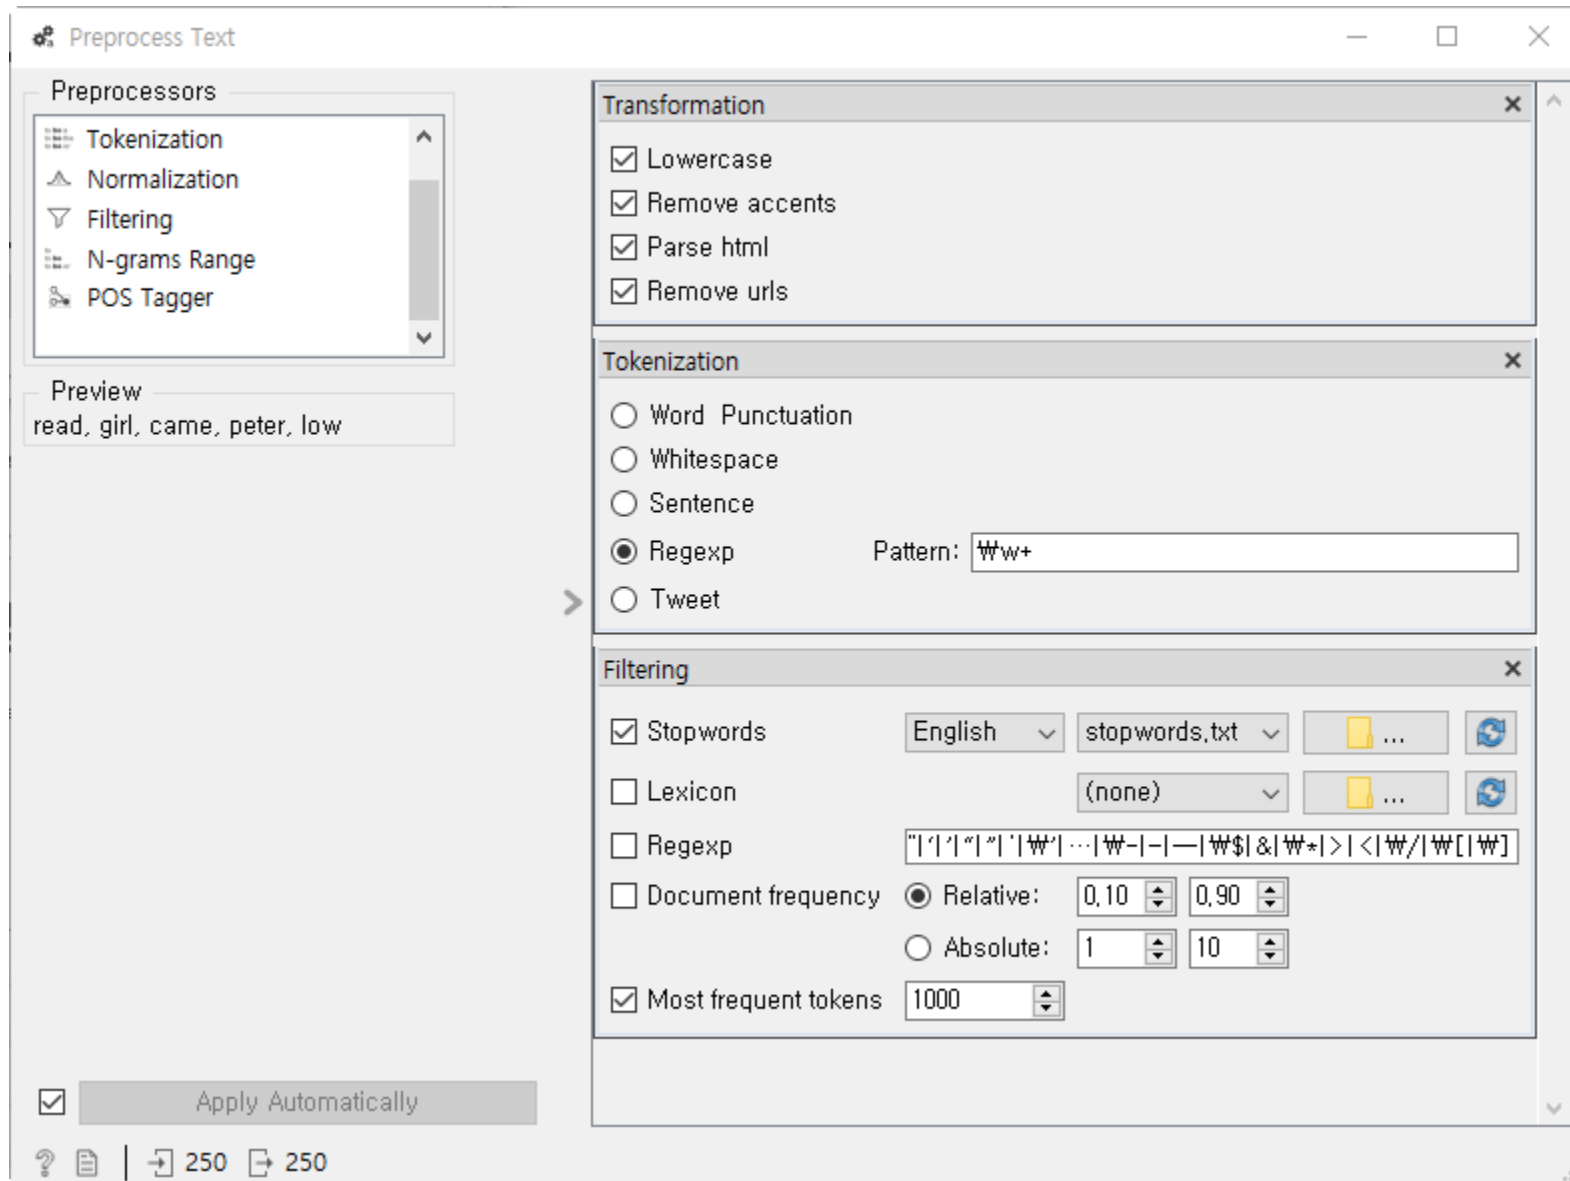 Preprocess Text
Preprocessors
Tokenization
Normalization
Filtering
N-grams Range
POS Tagger
Preview
read, girl, came, peter, low
Apply Automatically
250 250
Transformation
Lowercase
Remove accents
Parse html
Remove urls
Tokenization
Word Punctuation
Whitespace
Sentence
Regexp Pattern: ₩w+
Tweet
Filtering
Stopwords English stopwords.txt ...
Lexicon (none) ...
Regexp "|‘|’|“|”|'|₩’|…|₩-|–|—|₩$|&|₩*|>|<|₩/|₩[|₩]
Document frequency Relative: 0.10 0.90
Absolute: 1 10
Most frequent tokens 1000